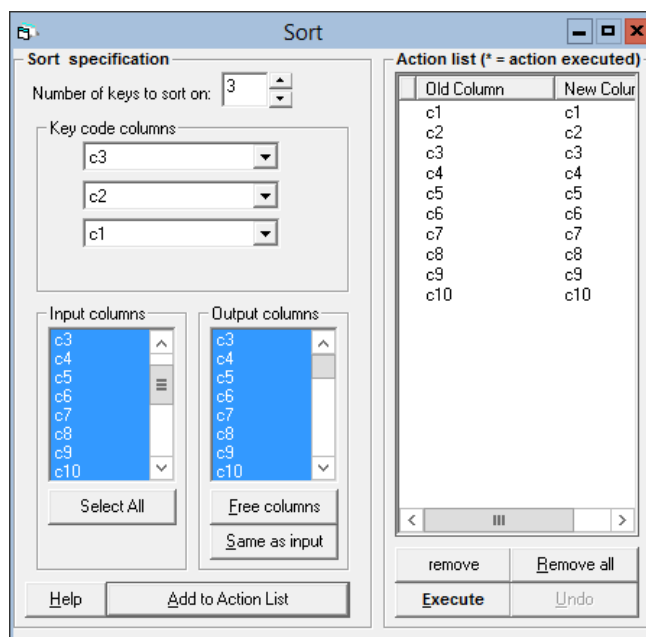 Sort
Sort specification
Number of keys to sort on: 3
Key code columns
c3
c2
c1
Input columns
c3
c4
c5
c6
c7
c8
c9
c10
Select All
Output columns
c3
c4
c5
c6
c7
c8
c9
c10
Free columns
Same as input
Help
Add to Action List
Action list (* = action executed)
Old Column New Colur
c1 c1
c2 c2
c3 c3
c4 c4
c5 c5
c6 c6
c7 c7
c8 c8
c9 c9
c10 c10
remove Remove all
Execute Undo